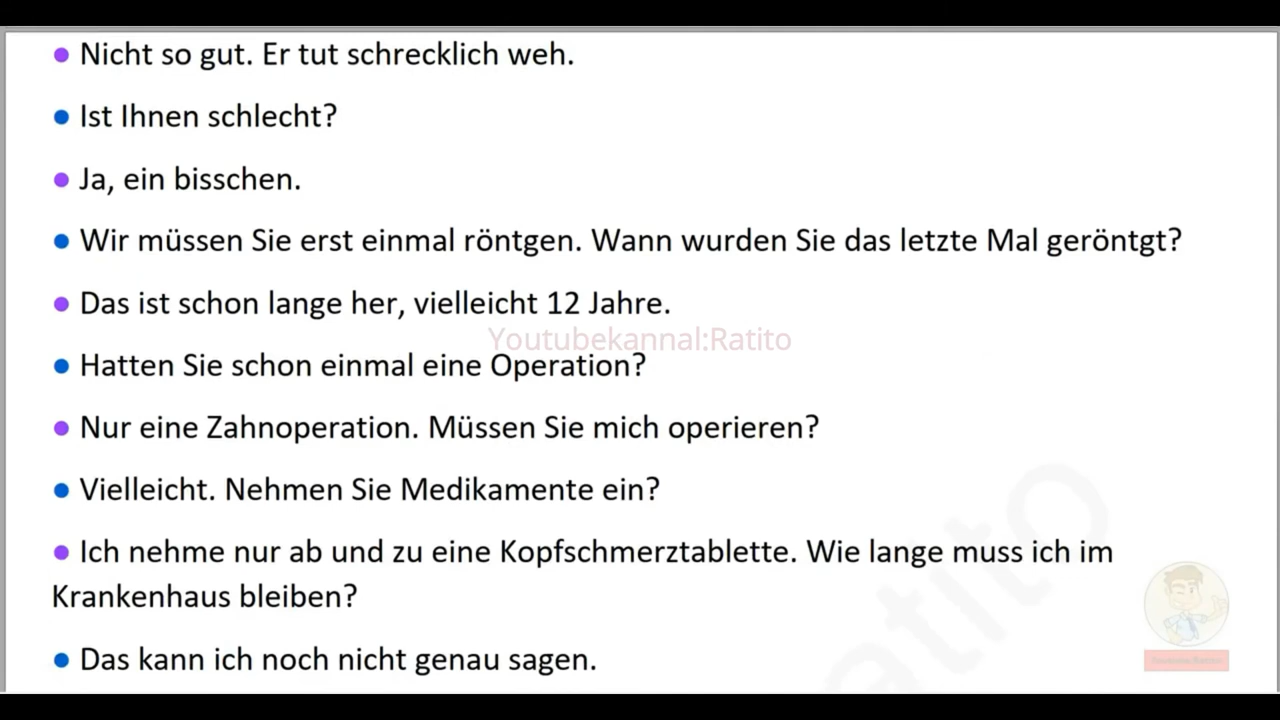 Nicht so gut. Er tut schrecklich weh.
Ist Ihnen schlecht?
Ja, ein bisschen.
Wir müssen Sie erst einmal röntgen. Wann wurden Sie das letzte Mal geröntgt?
Das ist schon lange her, vielleicht 12 Jahre.
Youtubekannal:Ratito
Hatten Sie schon einmal eine Operation?
Nur eine Zahnoperation. Müssen Sie mich operieren?
Vielleicht. Nehmen Sie Medikamente ein?
Ich nehme nur ab und zu eine Kopfschmerztablette. Wie lange muss ich im
Krankenhaus bleiben?
Das kann ich noch nicht genau sagen.
atito